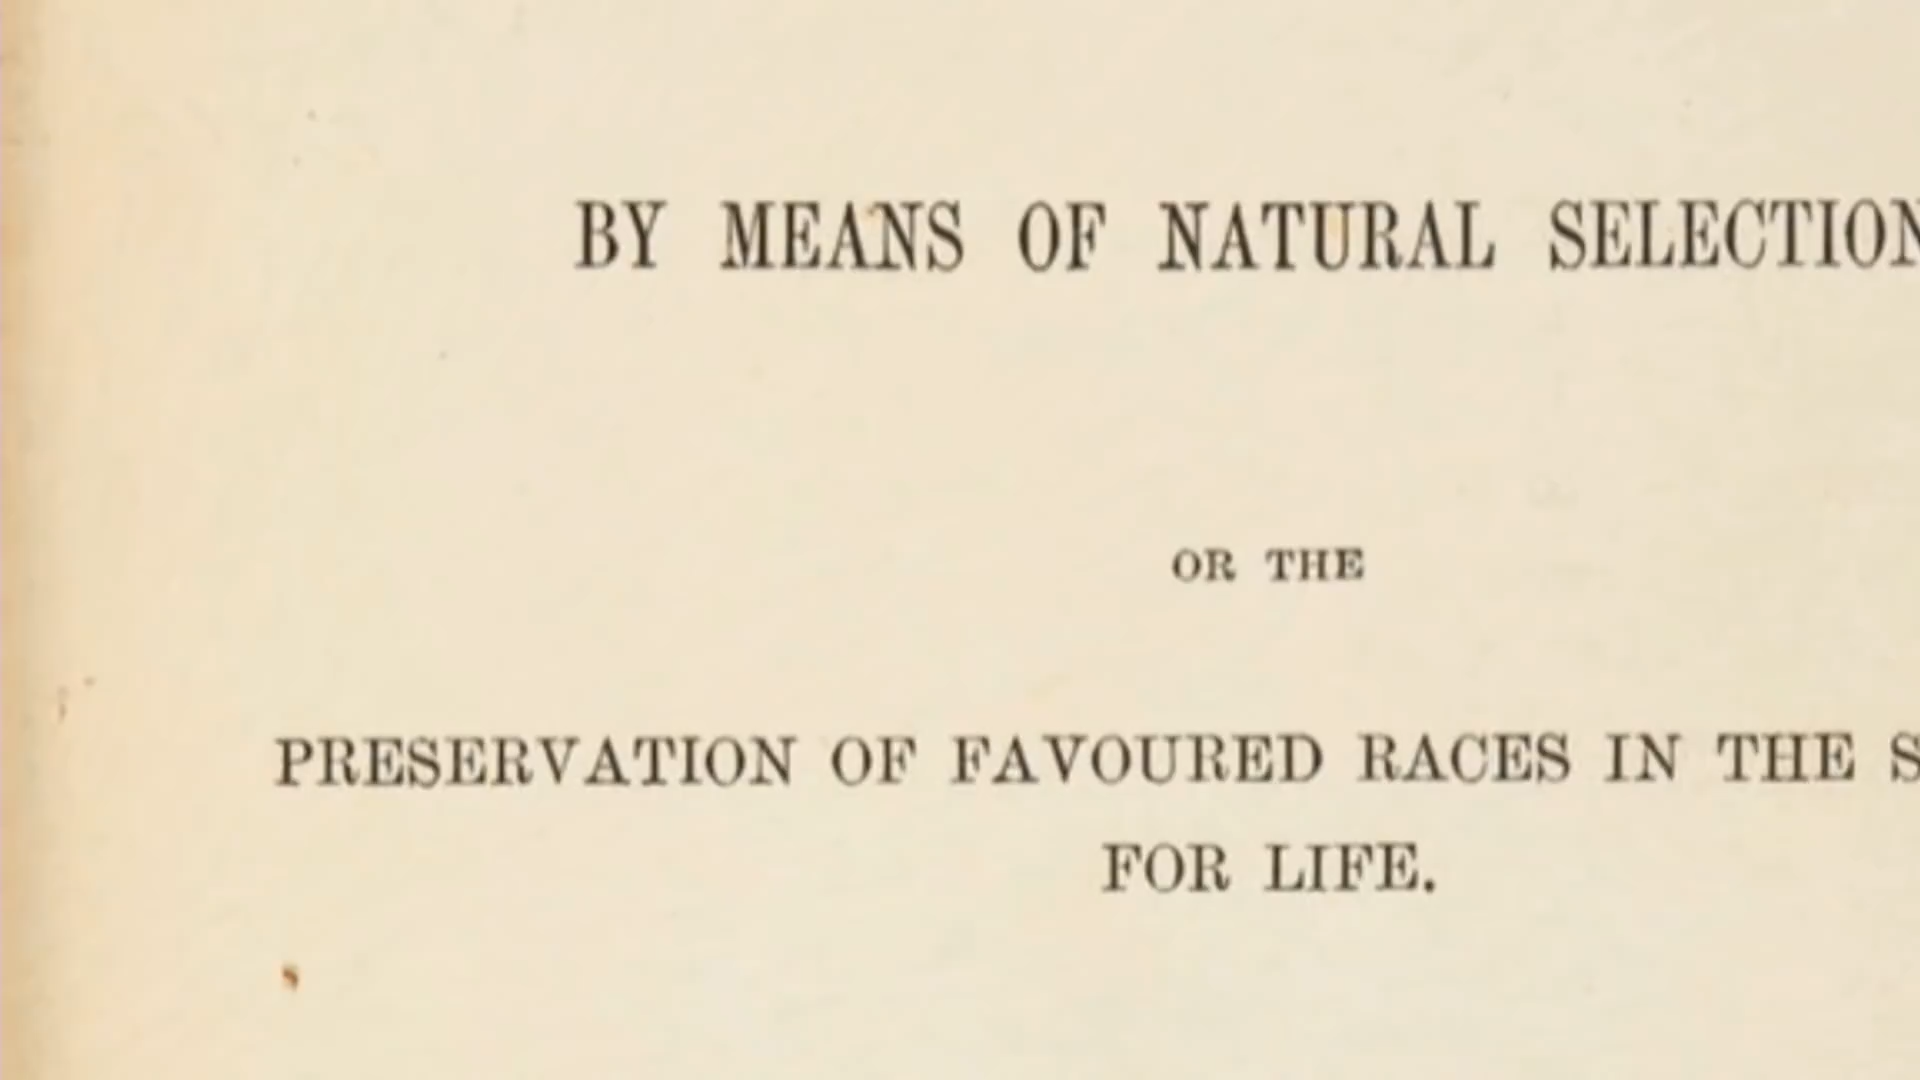 BY MEANS OF NATURAL SELECTION
OR THE
PRESERVATION OF FAVOURED RACES IN THE S
FOR LIFE.